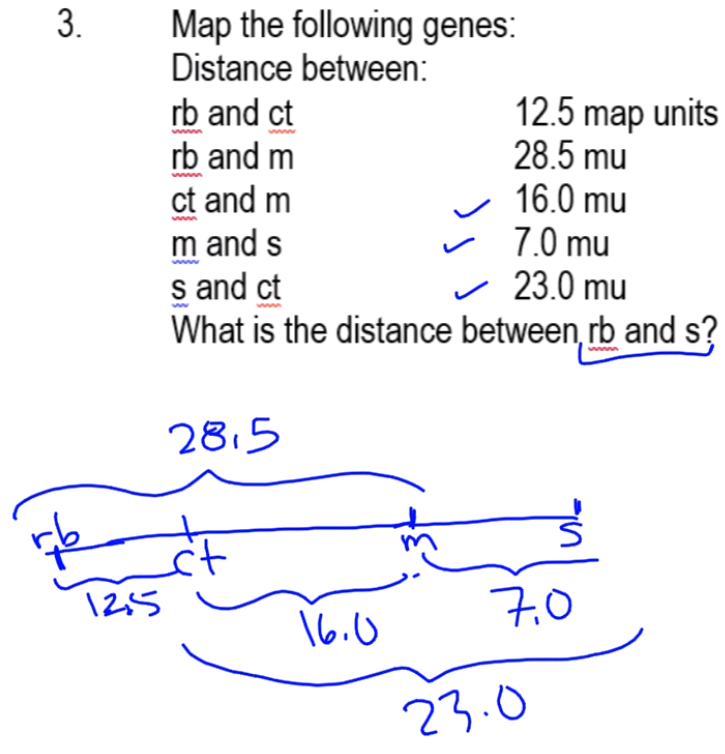 3. Map the following genes:
Distance between:
rb and ct 12.5 map units
rb and m 28.5 mu
ct and m ✓ 16.0 mu
m and s ✓ 7.0 mu
s and ct ✓ 23.0 mu
What is the distance between rb and s?
28.5
rb ct m s
12.5 16.0 7.0
23.0